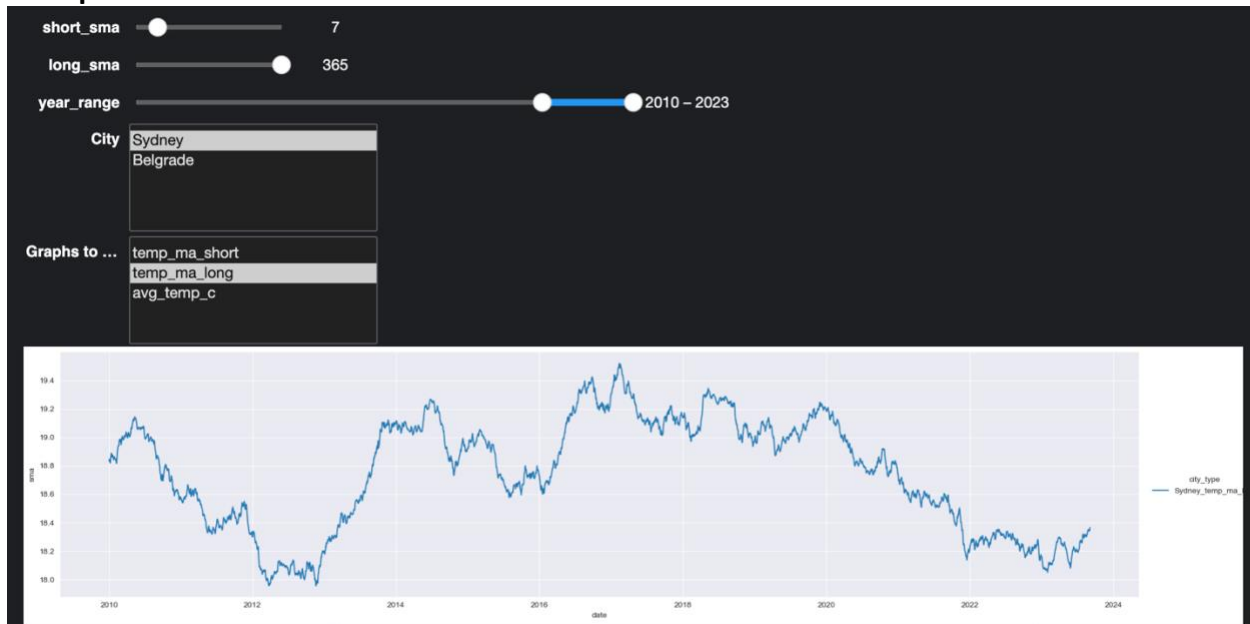 short_sma 7
long_sma 365
year_range 2010 – 2023
City Sydney
Belgrade
Graphs to ... temp_ma_short
temp_ma_long
avg_temp_c
19.4
19.2
19.0
18.8
18.6
18.4
18.2
18.0
sma
city_type
Sydney_temp_ma_l
2010 2012 2014 2016 2018 2020 2022 2024
date